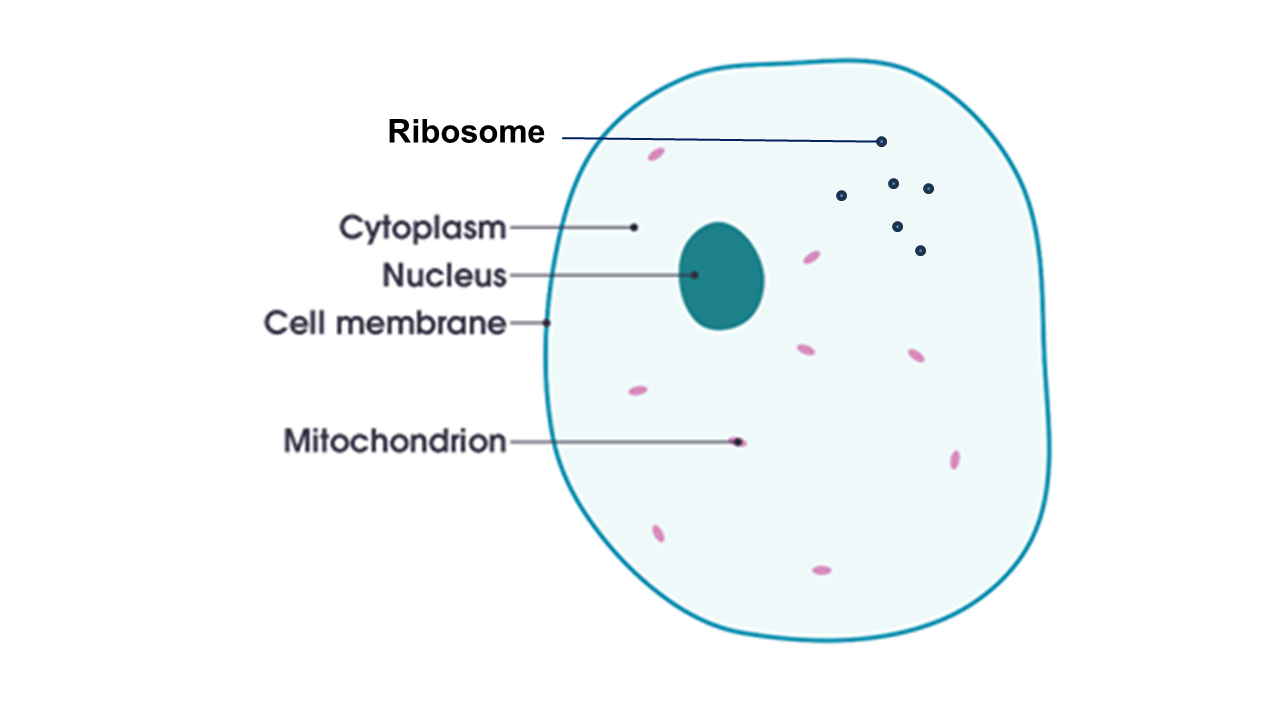 Ribosome
Cytoplasm
Nucleus
Cell membrane
Mitochondrion